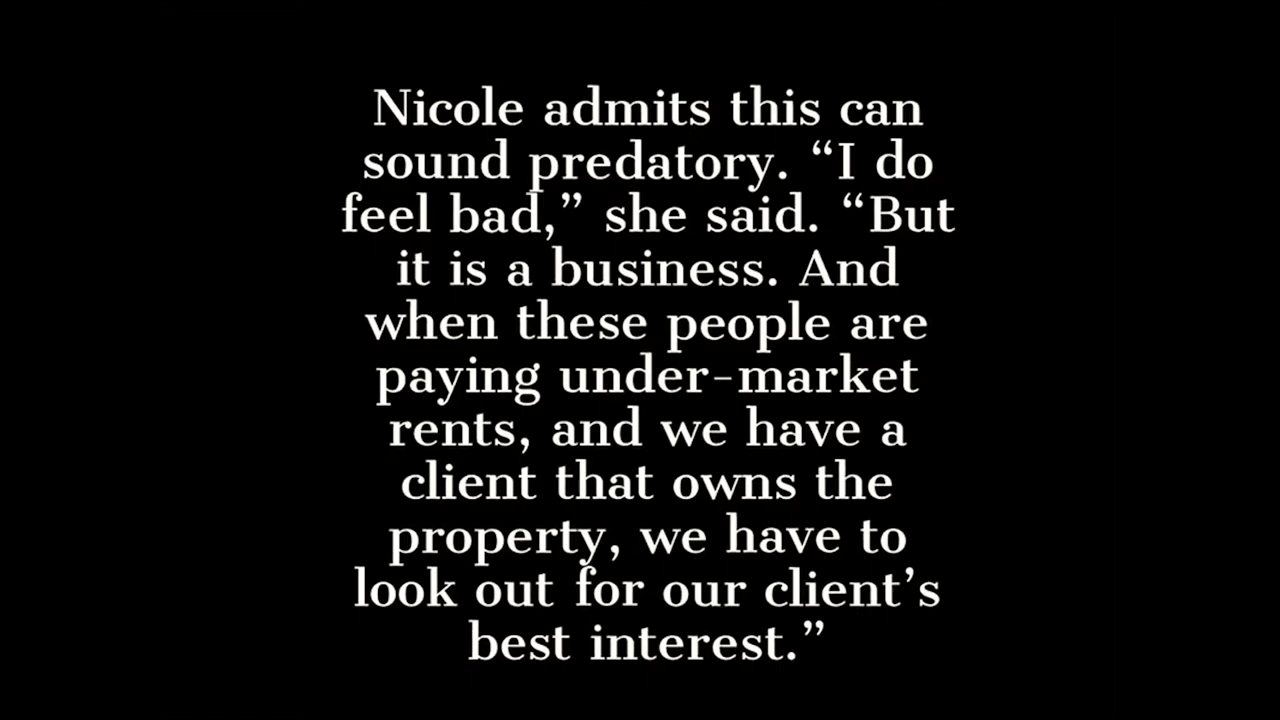 Nicole admits this can
sound predatory. “I do
feel bad,” she said. “But
it is a business. And
when these people are
paying under-market
rents, and we have a
client that owns the
property, we have to
look out for our client’s
best interest.”